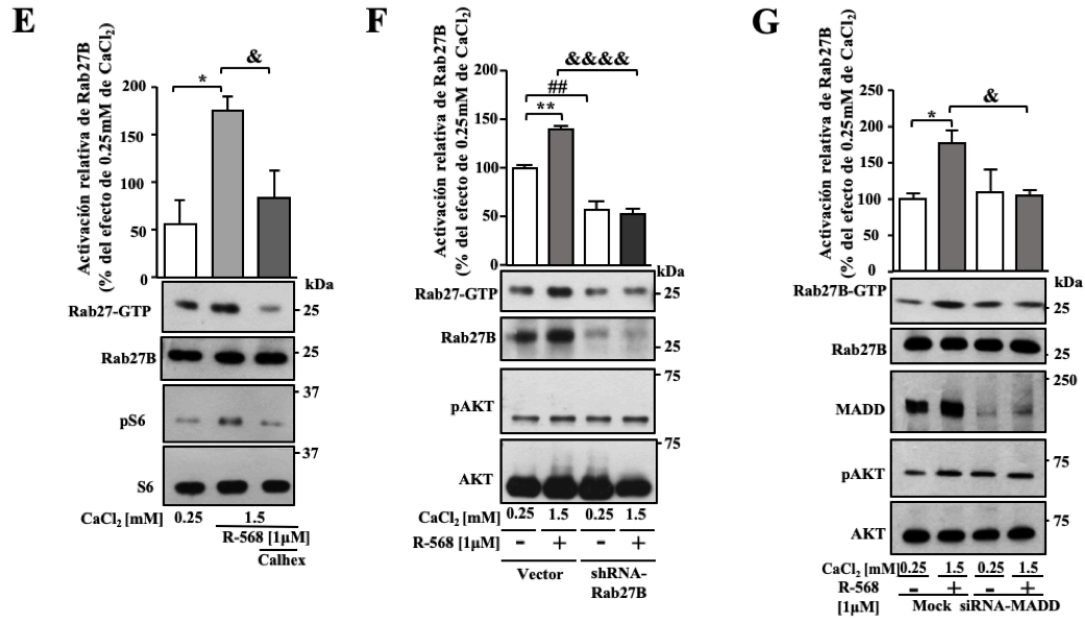 E
Activación relativa de Rab27B
(% del efecto de 0.25mM de CaCl₂)
200
150
100
50
0
*
&
kDa
Rab27-GTP
25
Rab27B
25
37
pS6
37
S6
CaCl₂ [mM] 0.25 1.5
R-568 [1μM]
Calhex
F
Activación relativa de Rab27B
(% del efecto de 0.25mM de CaCl₂)
200
150
100
50
0
&&&&
##
**
kDa
Rab27-GTP
25
Rab27B
25
75
pAKT
75
AKT
CaCl₂ [mM] 0.25 1.5 0.25 1.5
R-568 [1μM] - + - +
Vector shRNA-
Rab27B
G
Activación relativa de Rab27B
(% del efecto de 0.25mM de CaCl₂)
250
200
150
100
50
0
*
&
kDa
Rab27B-GTP
25
Rab27B
25
250
MADD
pAKT
75
75
AKT
CaCl₂ [mM] 0.25 1.5 0.25 1.5
R-568 - + - +
[1μM] Mock siRNA-MADD